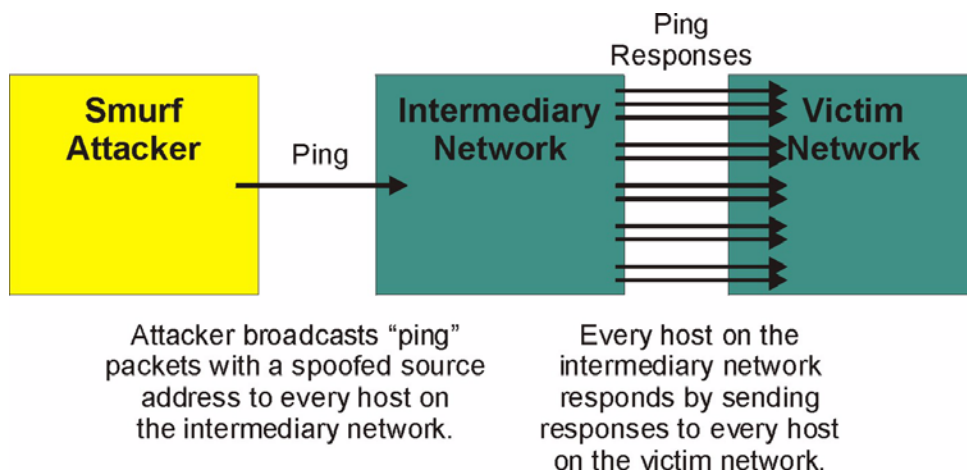 Ping
Responses
Smurf
Attacker
Ping
Intermediary
Network
Victim
Network
Attacker broadcasts “ping”
packets with a spoofed source
address to every host on
the intermediary network.
Every host on the
intermediary network
responds by sending
responses to every host
on the victim network.